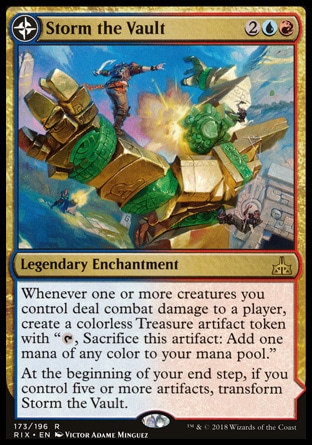 Storm the Vault 2
Legendary Enchantment
Whenever one or more creatures you
control deal combat damage to a player,
create a colorless Treasure artifact token
with “, Sacrifice this artifact: Add one
mana of any color to your mana pool.”
At the beginning of your end step, if you
control five or more artifacts, transform
Storm the Vault.
173/196 R
RIX • EN Victor Adame Minguez
™ & © 2018 Wizards of the Coast